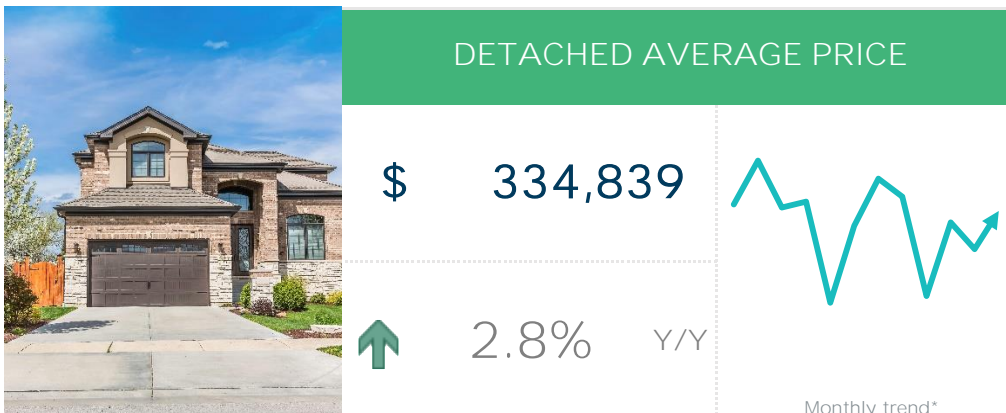 DETACHED AVERAGE PRICE
$ 334,839
2.8% Y/Y
Monthly trend*